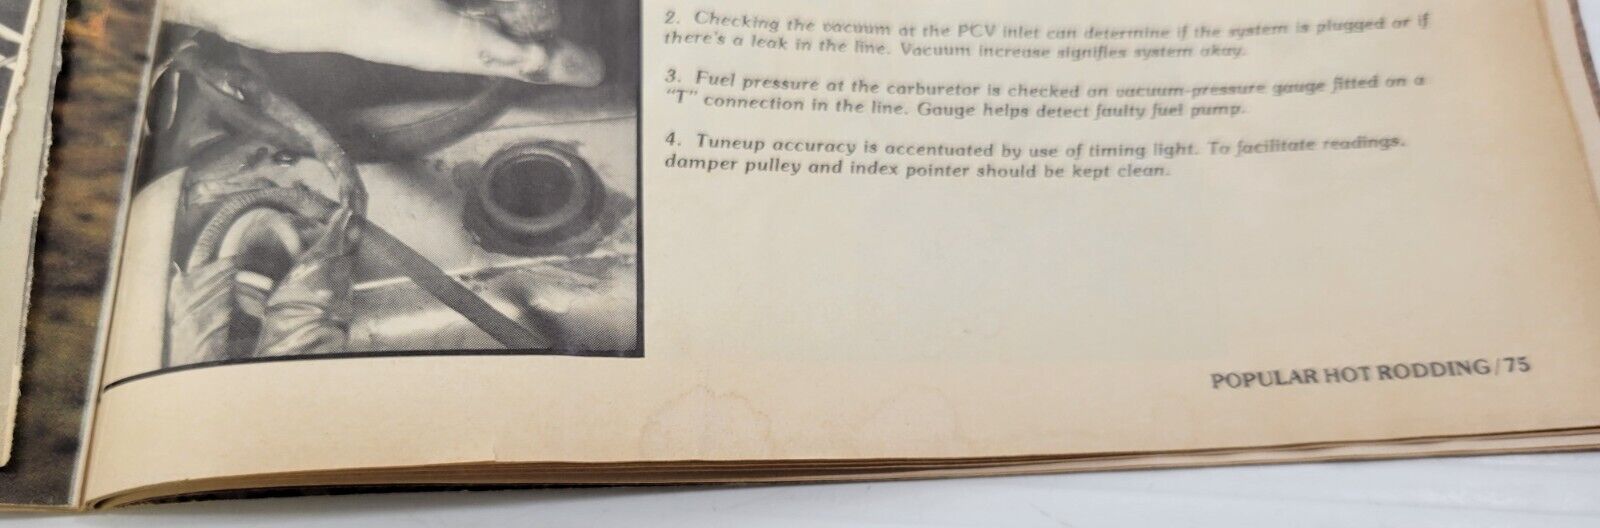 2. Checking the vacuum at the PCV inlet can determine if the system is plugged or if
there's a leak in the line. Vacuum increase signifies system okay.
3. Fuel pressure at the carburetor is checked on vacuum-pressure gauge fitted on a
"T" connection in the line. Gauge helps detect faulty fuel pump.
4. Tuneup accuracy is accentuated by use of timing light. To facilitate readings,
damper pulley and index pointer should be kept clean.
POPULAR HOT RODDING/75